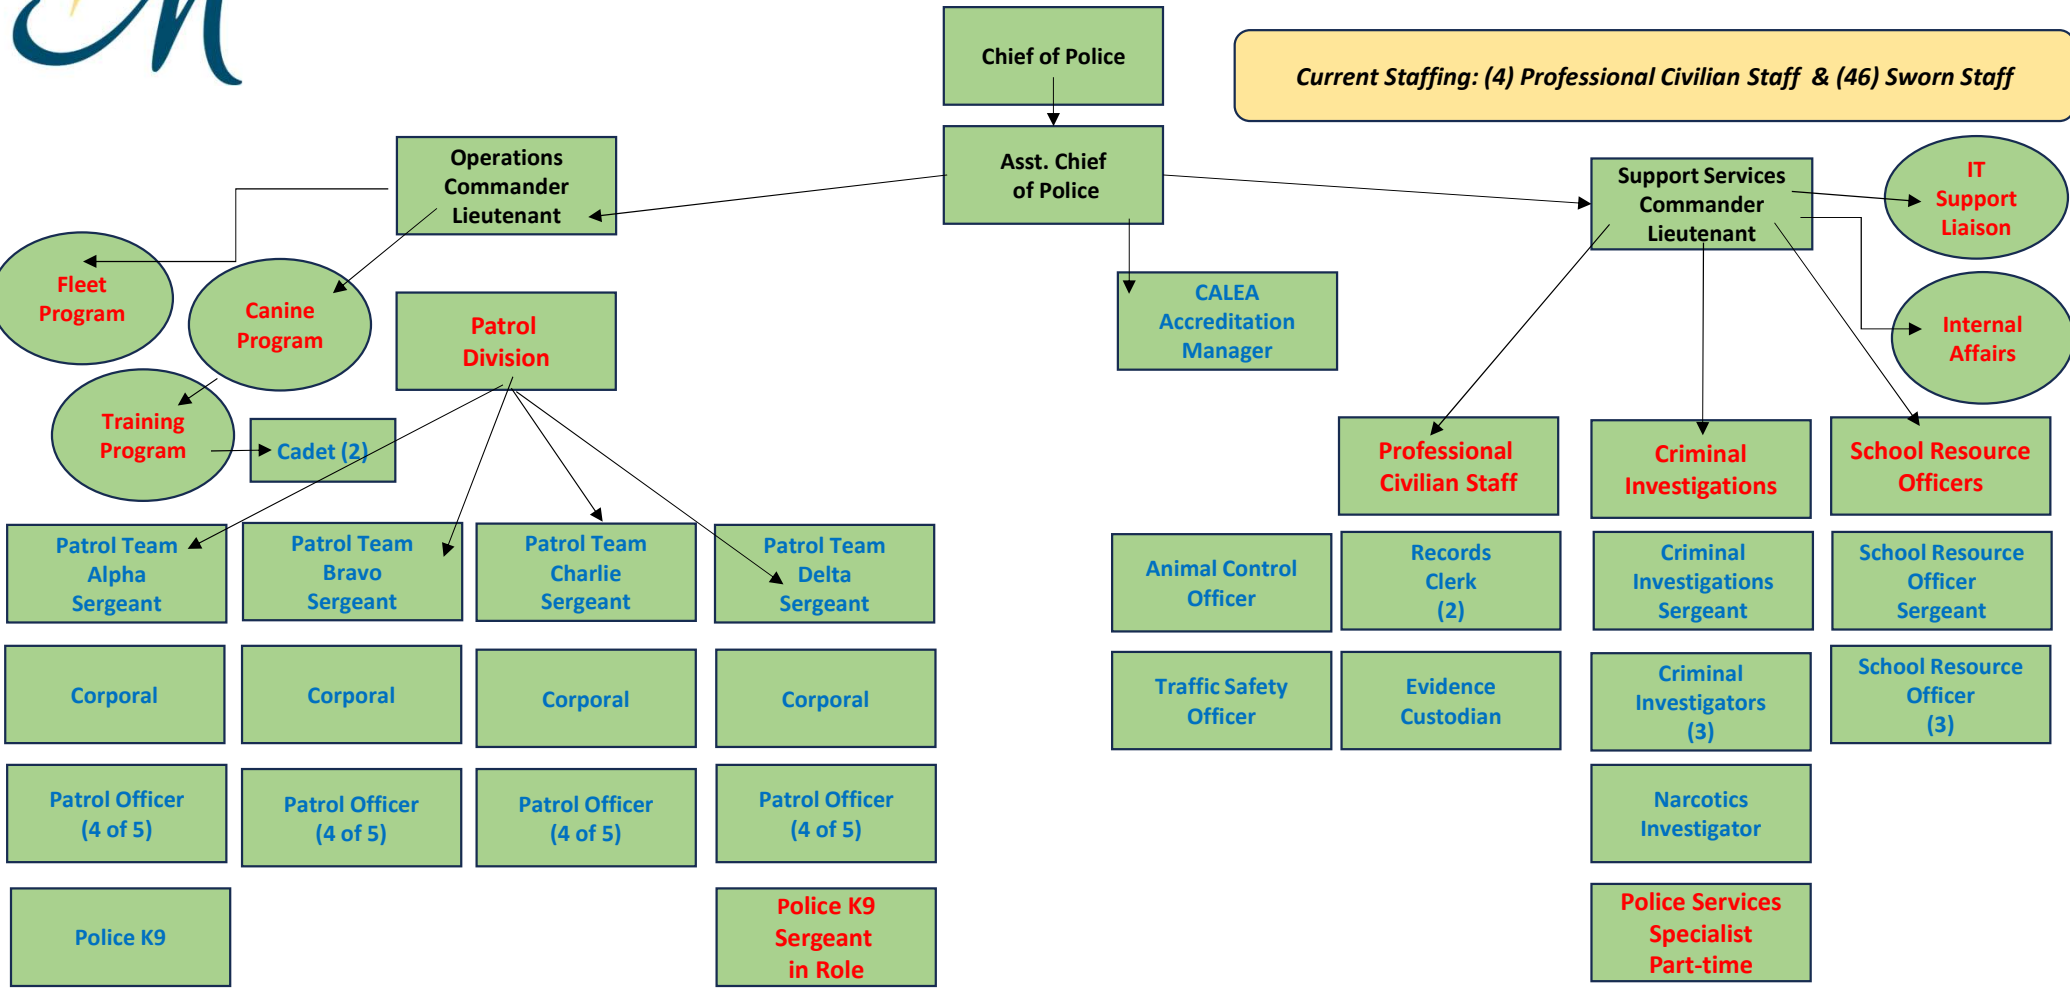 Chief of Police
Current Staffing: (4) Professional Civilian Staff & (46) Sworn Staff
Operations
Commander
Lieutenant
Asst. Chief
of Police
Support Services
Commander
Lieutenant
IT
Support
Liaison
Fleet
Program
Canine
Program
Patrol
Division
CALEA
Accreditation
Manager
Internal
Affairs
Training
Program
Cadet (2)
Professional
Civilian Staff
Criminal
Investigations
School Resource
Officers
Patrol Team
Alpha
Sergeant
Patrol Team
Bravo
Sergeant
Patrol Team
Charlie
Sergeant
Patrol Team
Delta
Sergeant
Animal Control
Officer
Records
Clerk
(2)
Criminal
Investigations
Sergeant
School Resource
Officer
Sergeant
Corporal
Corporal
Corporal
Corporal
Traffic Safety
Officer
Evidence
Custodian
Criminal
Investigators
(3)
School Resource
Officer
(3)
Patrol Officer
(4 of 5)
Patrol Officer
(4 of 5)
Patrol Officer
(4 of 5)
Patrol Officer
(4 of 5)
Narcotics
Investigator
Police K9
Police K9
Sergeant
in Role
Police Services
Specialist
Part-time